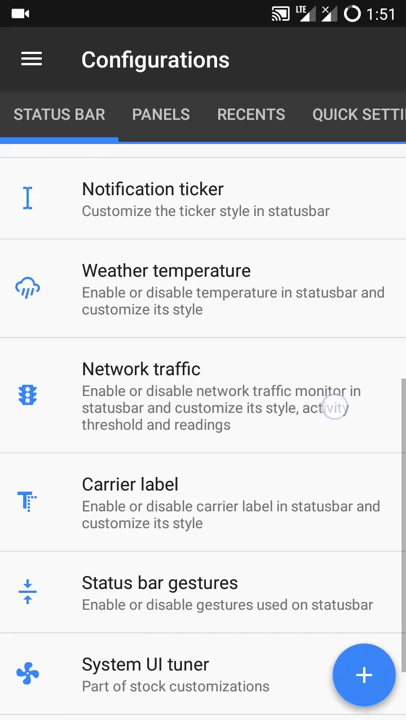 LTE 1:51
Configurations
STATUS BAR PANELS RECENTS QUICK SETTI
Notification ticker
Customize the ticker style in statusbar
Weather temperature
Enable or disable temperature in statusbar and
customize its style
Network traffic
Enable or disable network traffic monitor in
statusbar and customize its style, activity
threshold and readings
Carrier label
Enable or disable carrier label in statusbar and
customize its style
Status bar gestures
Enable or disable gestures used on statusbar
System UI tuner
Part of stock customizations